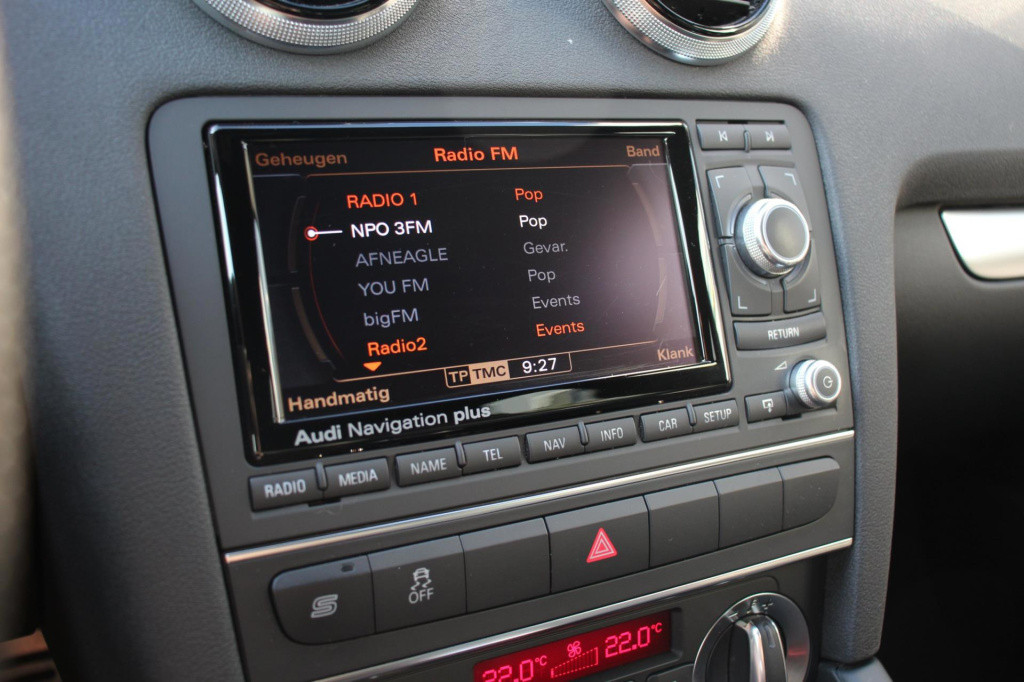 Geheugen Radio FM Band
RADIO 1 Pop
NPO 3FM Pop
AFNEAGLE Gevar.
YOU FM Pop
bigFM Events
Radio2 Events
Handmatig TP TMC 9:27 Klank
Audi Navigation plus
RETURN
RADIO MEDIA NAME TEL NAV INFO CAR SETUP
S OFF
22.0°C 22.0°C